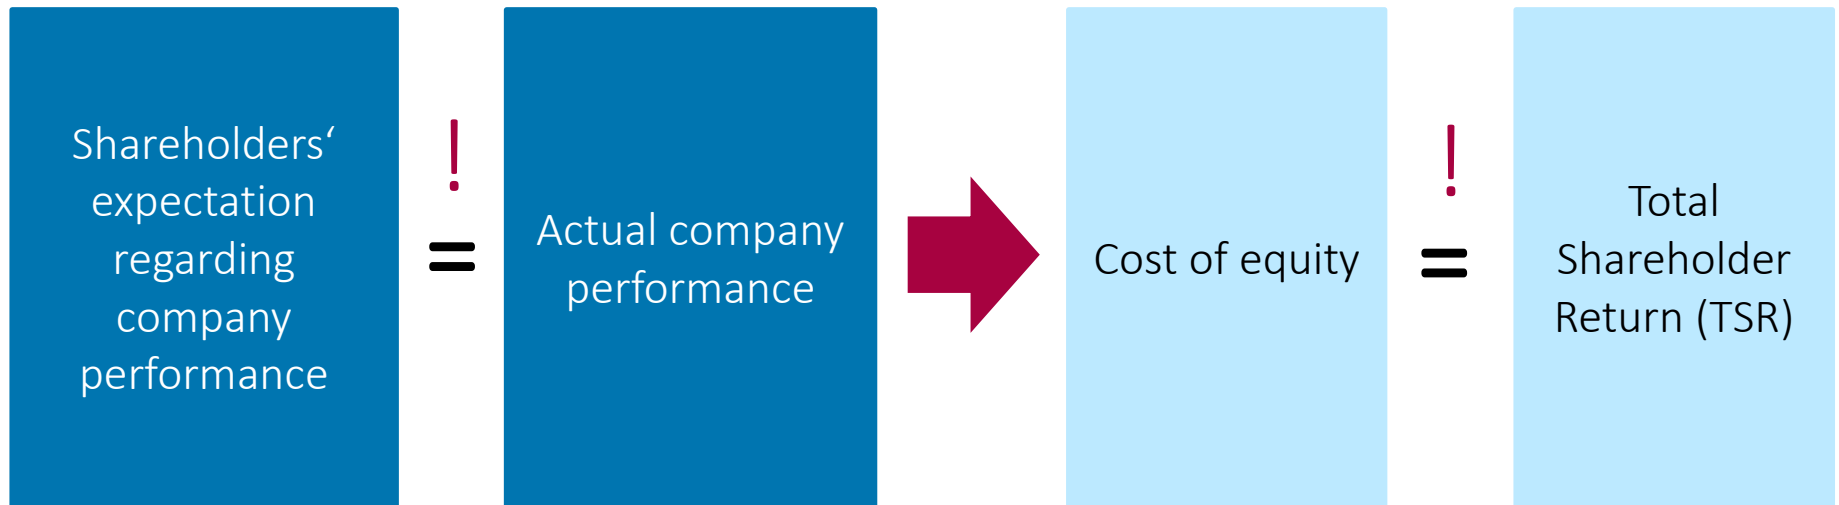 Shareholders‘
expectation
regarding
company
performance
!
=
Actual company
performance
Cost of equity
!
=
Total
Shareholder
Return (TSR)